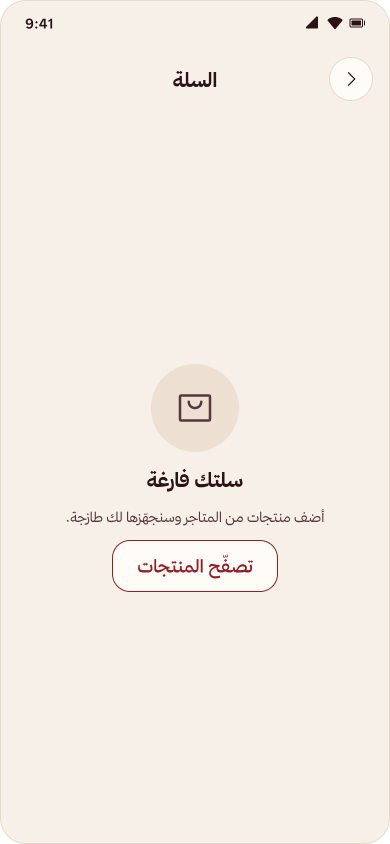 9:41
السلة
سلتك فارغة
أضف منتجات من المتاجر وسنجهّزها لك طازجة.
تصفّح المنتجات